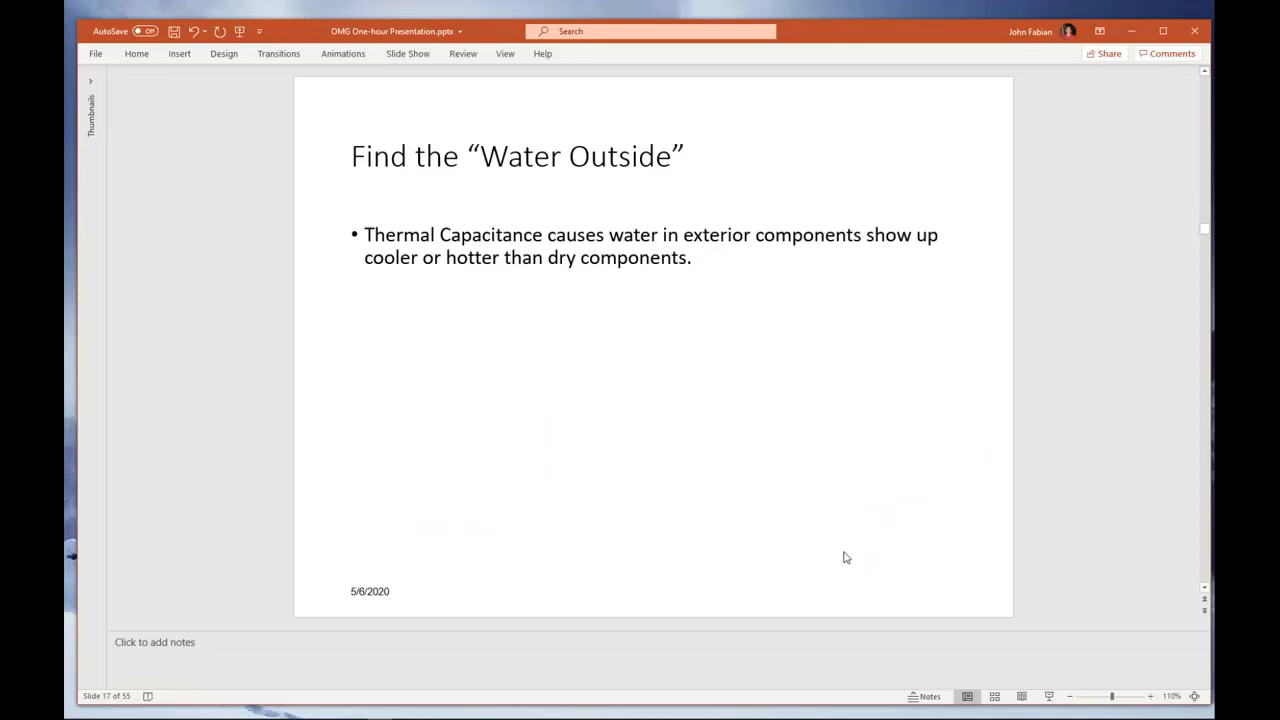 AutoSave Off OMG One-hour Presentation.pptx Search John Fabian
File Home Insert Design Transitions Animations Slide Show Review View Help Share Comments
Thumbnails
Find the “Water Outside”
• Thermal Capacitance causes water in exterior components show up
cooler or hotter than dry components.
5/6/2020
Click to add notes
Slide 17 of 55 Notes 110%